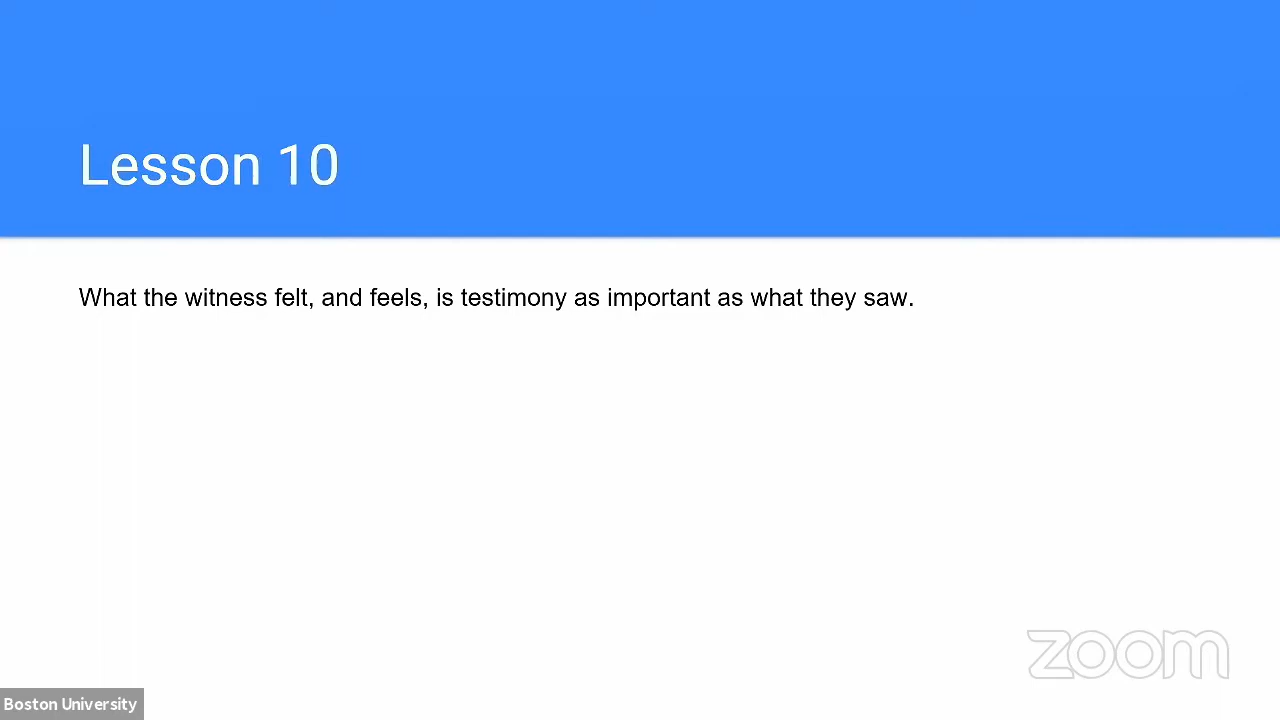 Lesson 10
What the witness felt, and feels, is testimony as important as what they saw.
zoom
Boston University